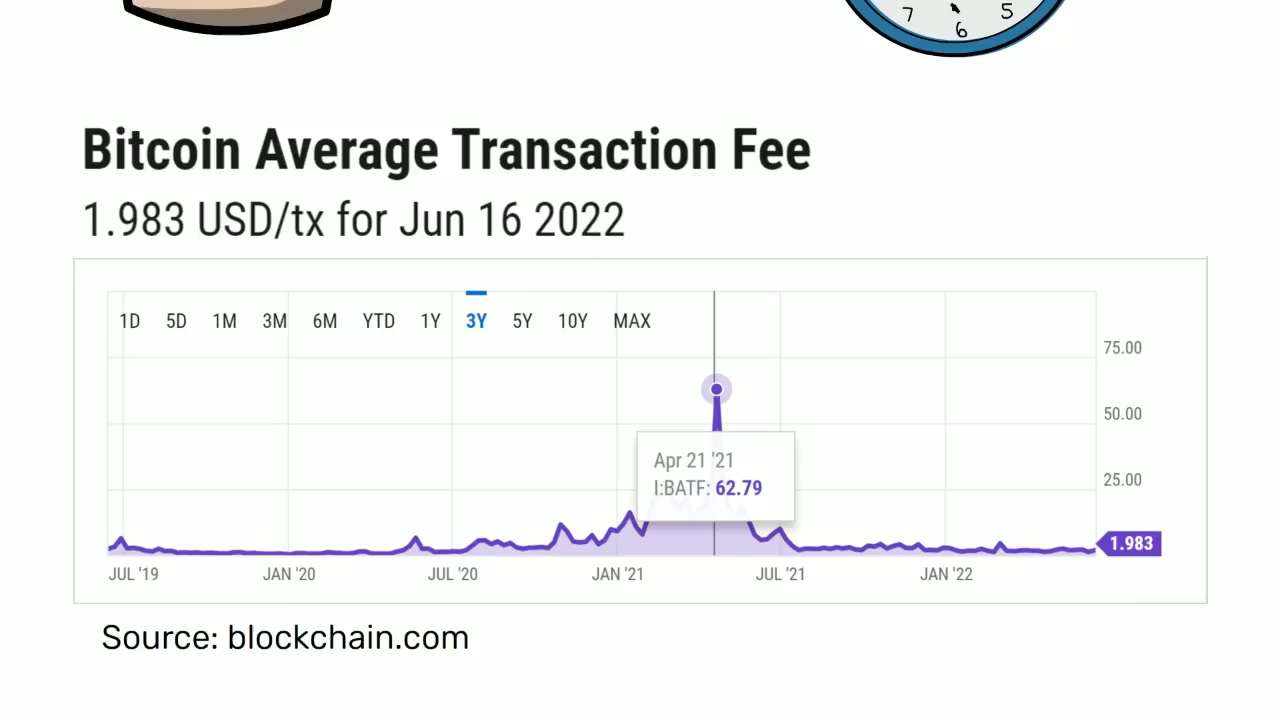 7 6 5
Bitcoin Average Transaction Fee
1.983 USD/tx for Jun 16 2022
1D 5D 1M 3M 6M YTD 1Y 3Y 5Y 10Y MAX
75.00
50.00
Apr 21 '21
25.00
I:BATF: 62.79
1.983
JUL '19 JAN '20 JUL '20 JAN '21 JUL '21 JAN '22
Source: blockchain.com